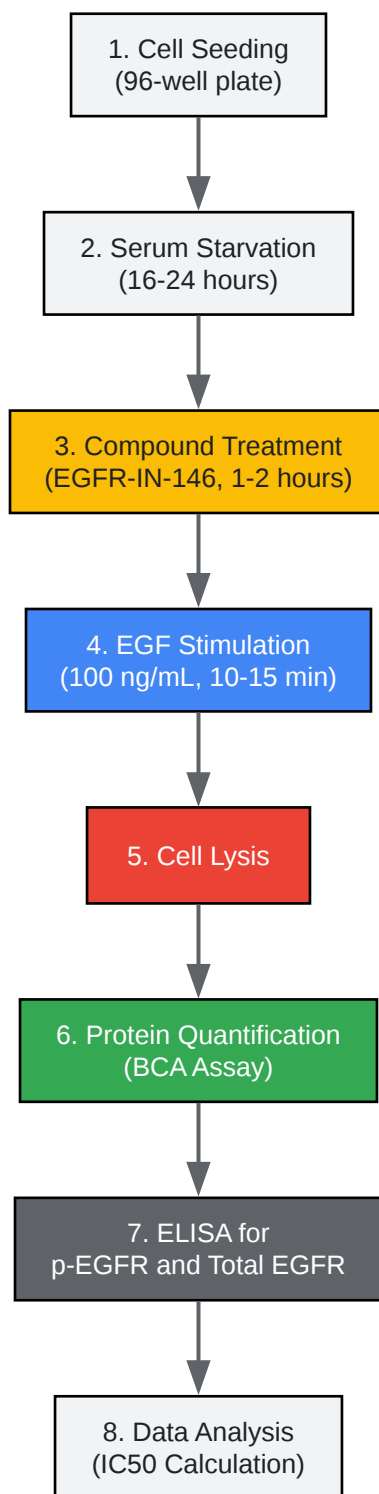 1. Cell Seeding
(96-well plate)
2. Serum Starvation
(16-24 hours)
3. Compound Treatment
(EGFR-IN-146, 1-2 hours)
4. EGF Stimulation
(100 ng/mL, 10-15 min)
5. Cell Lysis
6. Protein Quantification
(BCA Assay)
7. ELISA for
p-EGFR and Total EGFR
8. Data Analysis
(IC50 Calculation)